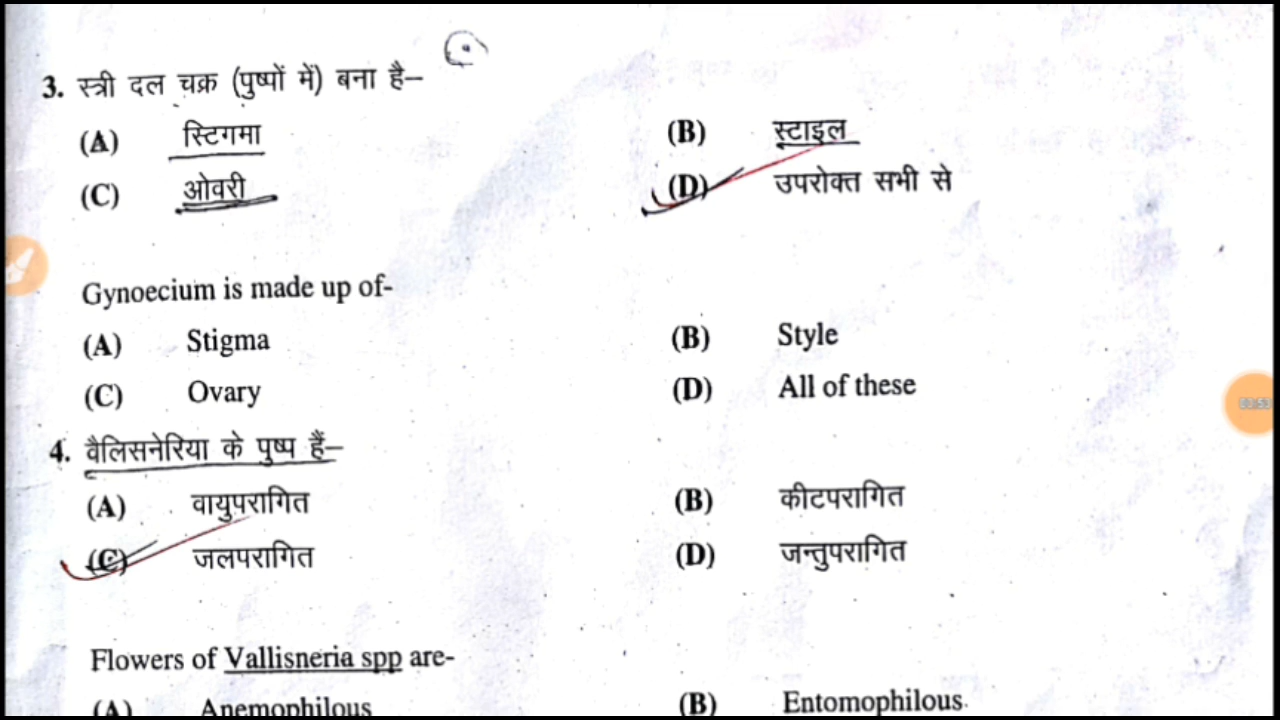 3. स्त्री दल चक्र (पुष्पों में) बना है–
(A) स्टिगमा (B) स्टाइल
(C) ओवरी (D) उपरोक्त सभी से
Gynoecium is made up of-
(A) Stigma (B) Style
(C) Ovary (D) All of these
4. वैलिसनेरिया के पुष्प हैं–
(A) वायुपरागित (B) कीटपरागित
(C) जलपरागित (D) जन्तुपरागित
Flowers of Vallisneria spp are-
(A) Anemophilous (B) Entomophilous